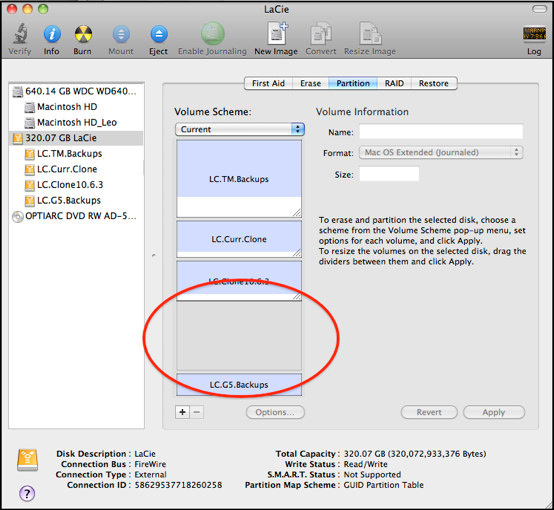 LaCie
Verify Info Burn Mount Eject Enable Journaling New Image Convert Resize Image Log
640.14 GB WDC WD640...
Macintosh HD
Macintosh HD_Leo
320.07 GB LaCie
LC.TM.Backups
LC.Curr.Clone
LC.Clone10.6.3
LC.G5.Backups
OPTIARC DVD RW AD-5...
First Aid Erase Partition RAID Restore
Volume Scheme:
Current
LC.TM.Backups
LC.Curr.Clone
LC.Clone10.6.3
LC.G5.Backups
+ −
Options...
Volume Information
Name:
Format: Mac OS Extended (Journaled)
Size:
To erase and partition the selected disk, choose a
scheme from the Volume Scheme pop-up menu, set
options for each volume, and click Apply.
To resize the volumes on the selected disk, drag the
dividers between them and click Apply.
Revert Apply
Disk Description : LaCie
Connection Bus : FireWire
Connection Type : External
Connection ID : 58629537718260258
Total Capacity : 320.07 GB (320,072,933,376 Bytes)
Write Status : Read/Write
S.M.A.R.T. Status : Not Supported
Partition Map Scheme : GUID Partition Table
?